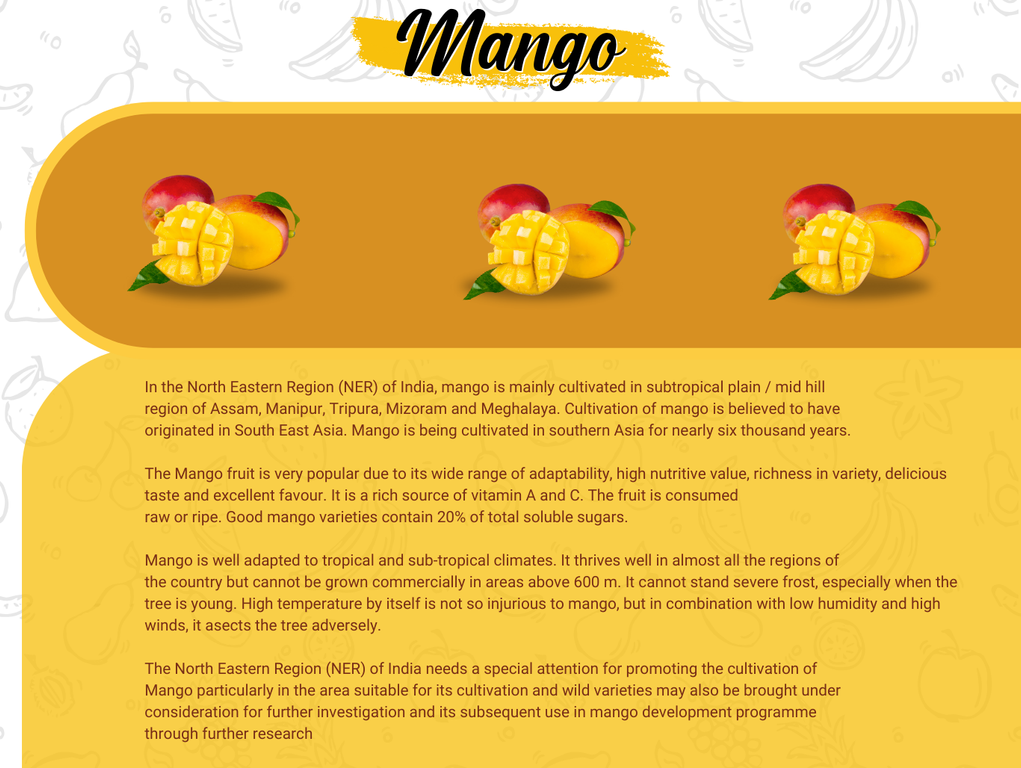 Mango
In the North Eastern Region (NER) of India, mango is mainly cultivated in subtropical plain / mid hill
region of Assam, Manipur, Tripura, Mizoram and Meghalaya. Cultivation of mango is believed to have
originated in South East Asia. Mango is being cultivated in southern Asia for nearly six thousand years.
The Mango fruit is very popular due to its wide range of adaptability, high nutritive value, richness in variety, delicious
taste and excellent favour. It is a rich source of vitamin A and C. The fruit is consumed
raw or ripe. Good mango varieties contain 20% of total soluble sugars.
Mango is well adapted to tropical and sub-tropical climates. It thrives well in almost all the regions of
the country but cannot be grown commercially in areas above 600 m. It cannot stand severe frost, especially when the
tree is young. High temperature by itself is not so injurious to mango, but in combination with low humidity and high
winds, it asects the tree adversely.
The North Eastern Region (NER) of India needs a special attention for promoting the cultivation of
Mango particularly in the area suitable for its cultivation and wild varieties may also be brought under
consideration for further investigation and its subsequent use in mango development programme
through further research